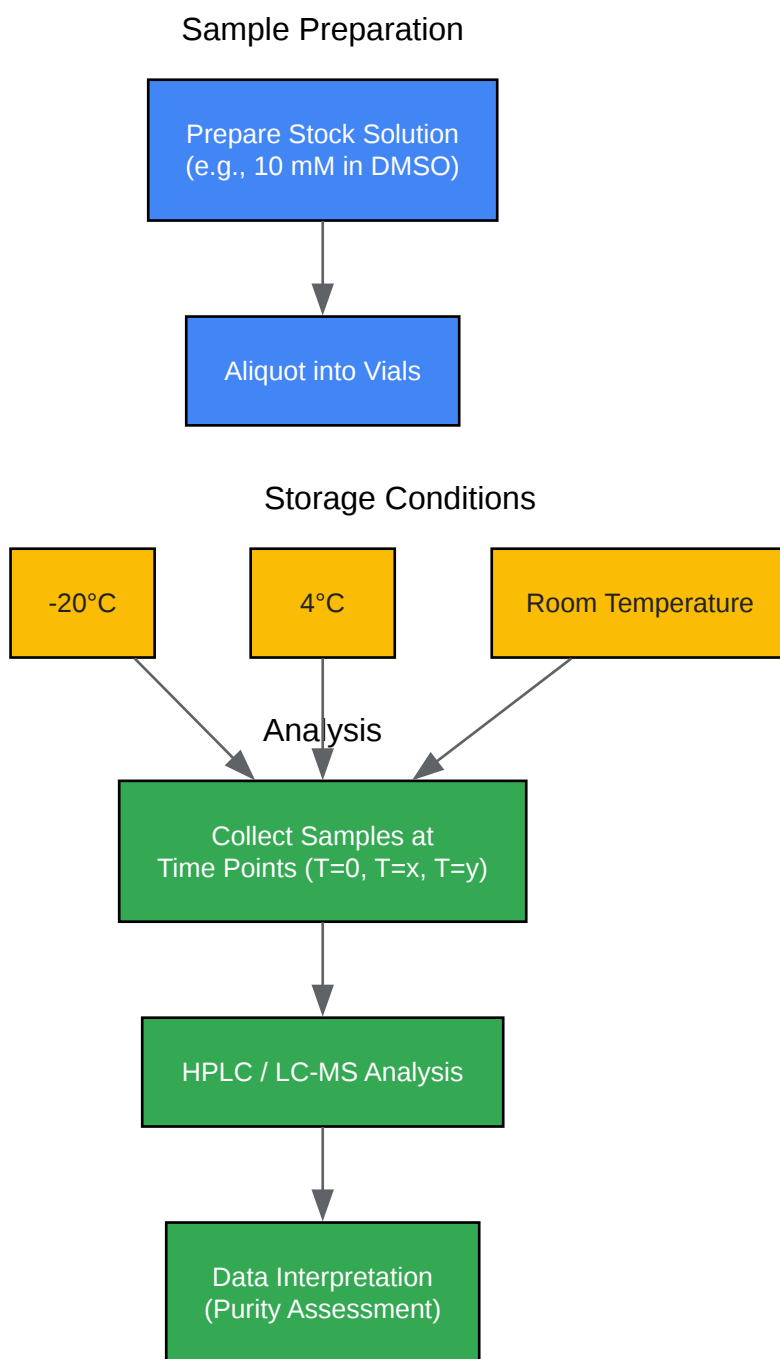 Sample Preparation
Prepare Stock Solution
(e.g., 10 mM in DMSO)
Aliquot into Vials
Storage Conditions
-20°C
4°C
Room Temperature
Analysis
Collect Samples at
Time Points (T=0, T=x, T=y)
HPLC / LC-MS Analysis
Data Interpretation
(Purity Assessment)